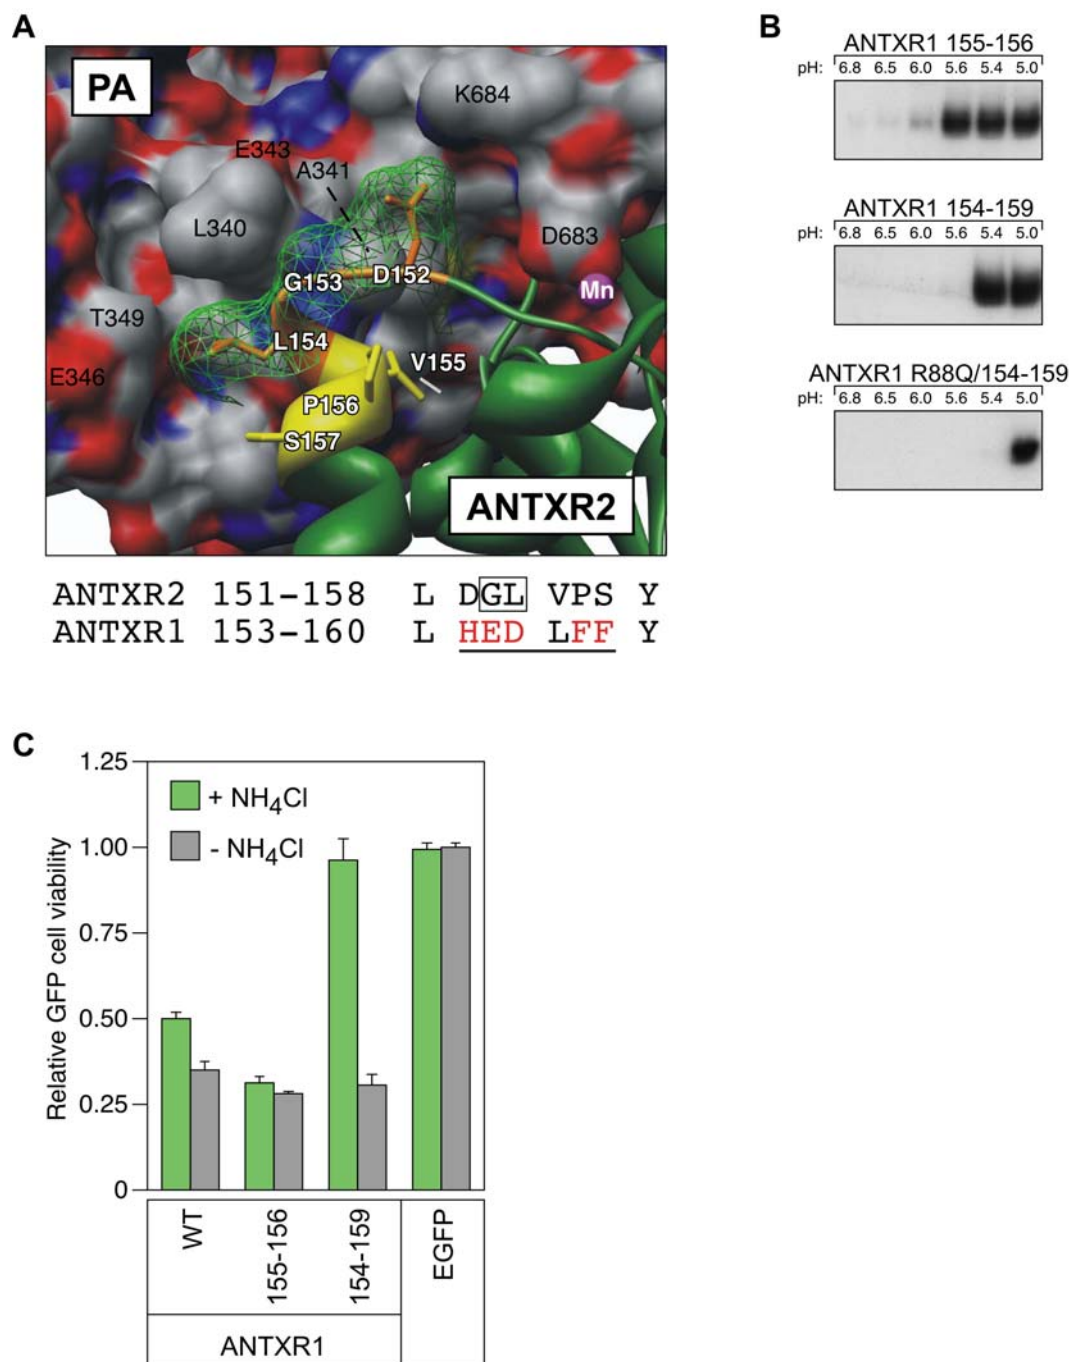 A
PA
K684
E343
A341
L340
D683
G153
D152
Mn
T349
L154
V155
E346
P156
S157
ANTXR2
ANTXR2 151-158 L DGL VPS Y
ANTXR1 153-160 L HED LFF Y
B
ANTXR1 155-156
pH: 6.8 6.5 6.0 5.6 5.4 5.0
ANTXR1 154-159
pH: 6.8 6.5 6.0 5.6 5.4 5.0
ANTXR1 R88Q/154-159
pH: 6.8 6.5 6.0 5.6 5.4 5.0
C
Relative GFP cell viability
1.25
1.00
0.75
0.50
0.25
0
+ NH4Cl
- NH4Cl
WT
155-156
154-159
EGFP
ANTXR1